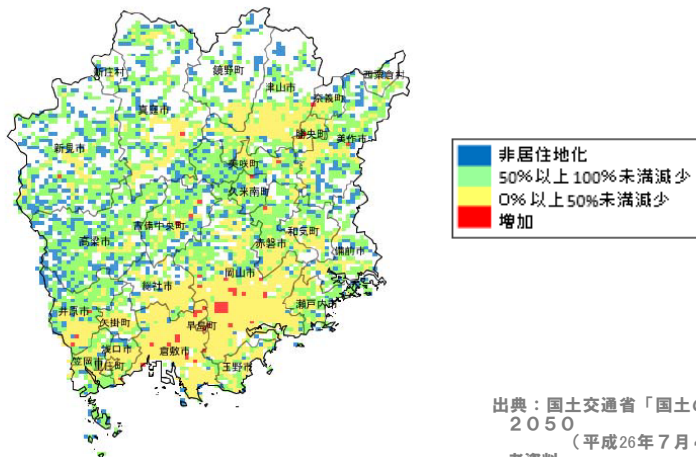 新庄村
鏡野町
西粟倉村
津山市
奈義町
真庭市
勝央町
美作市
新見市
美咲町
久米南町
吉備中央町
和気町
高梁市
赤磐市
備前市
岡山市
総社市
瀬戸内市
井原市
矢掛町
早島町
浅口市
倉敷市
笠岡市
里庄町
玉野市
非居住地化
50%以上100%未満減少
0%以上50%未満減少
増加
出典：国土交通省「国土の
２０５０
（平成26年７月
考資料